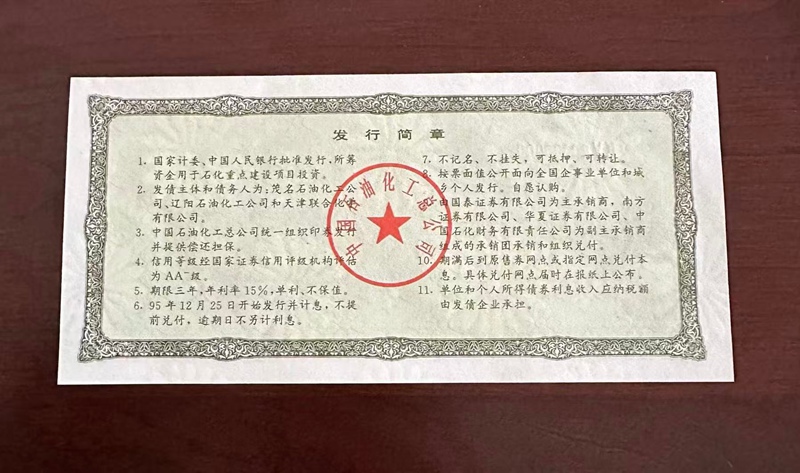 发行简章
1. 国家计委、中国人民银行批准发行，所筹
资金用于石化重点建设项目投资。
2. 发债主体和债务人为，茂名石油化工公
司、辽阳石油化工公司和天津联合化学
有限公司。
3. 中国石油化工总公司统一组织印券发行
并提供偿还担保。
4. 信用等级经国家证券信用评级机构评估
为AA⁻级。
5. 期限三年，年利率15%，单利、不保值。
6. 95年12月25日开始发行并计息，不提
前兑付，逾期日不另计利息。
7. 不记名、不挂失，可抵押、可转让。
8. 按票面值公开面向全国企事业单位和城
乡个人发行。自愿认购。
由国泰证券有限公司为主承销商，南方
证券有限公司、华夏证券有限公司、中
国石化财务有限责任公司为副主承销商
组成的承销团承销和组织兑付。
10. 期满后到原售券网点或指定网点兑付本
息。具体兑付网点届时在报纸上公布。
11. 单位和个人所得债券利息收入应纳税额
由发债企业承担。
中国石油化工总公司